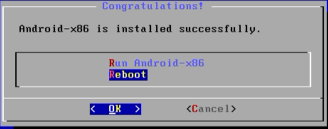 Congratulations!
Android-x86 is installed successfully.
Run Android-x86
Reboot
< OK > <Cancel>